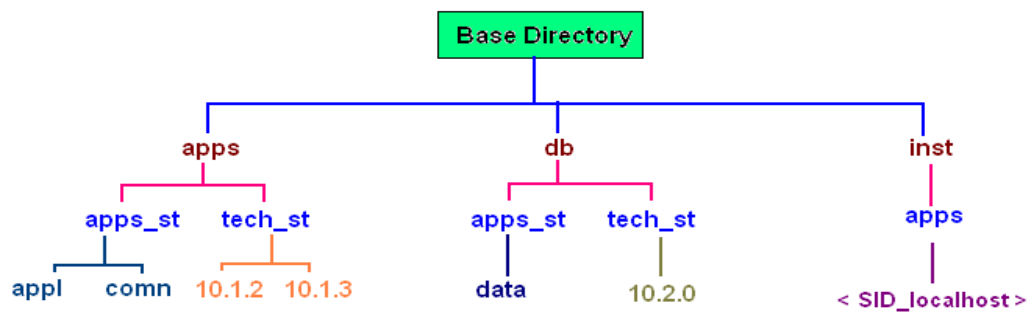 Base Directory
apps db inst
apps_st tech_st apps_st tech_st apps
appl comn 10.1.2 10.1.3 data 10.2.0 < SID_localhost >